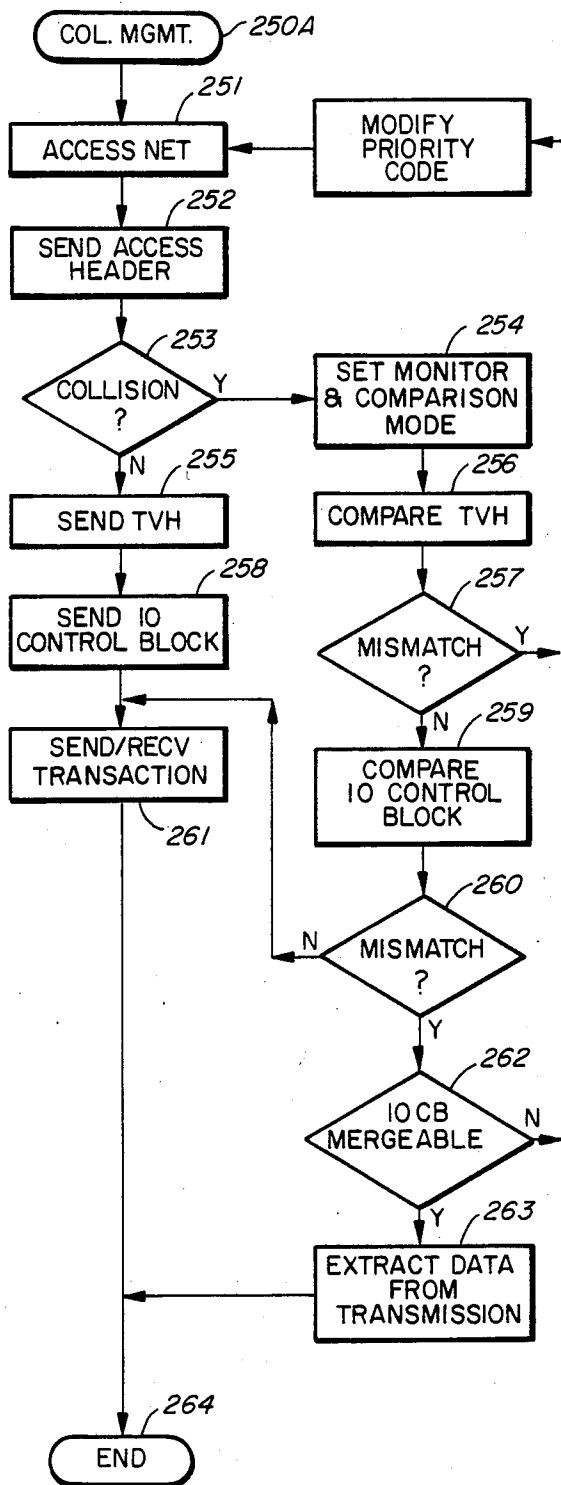 COL. MGMT.
250A
251
ACCESS NET
MODIFY
PRIORITY
CODE
252
SEND ACCESS
HEADER
253
COLLISION
?
Y
N
254
SET MONITOR
& COMPARISON
MODE
255
SEND TVH
256
COMPARE TVH
258
SEND IO
CONTROL BLOCK
257
MISMATCH
?
Y
N
259
COMPARE
IO CONTROL
BLOCK
SEND/RECV
TRANSACTION
261
260
MISMATCH
?
N
Y
262
IOCB
MERGEABLE
N
Y
263
EXTRACT DATA
FROM
TRANSMISSION
264
END